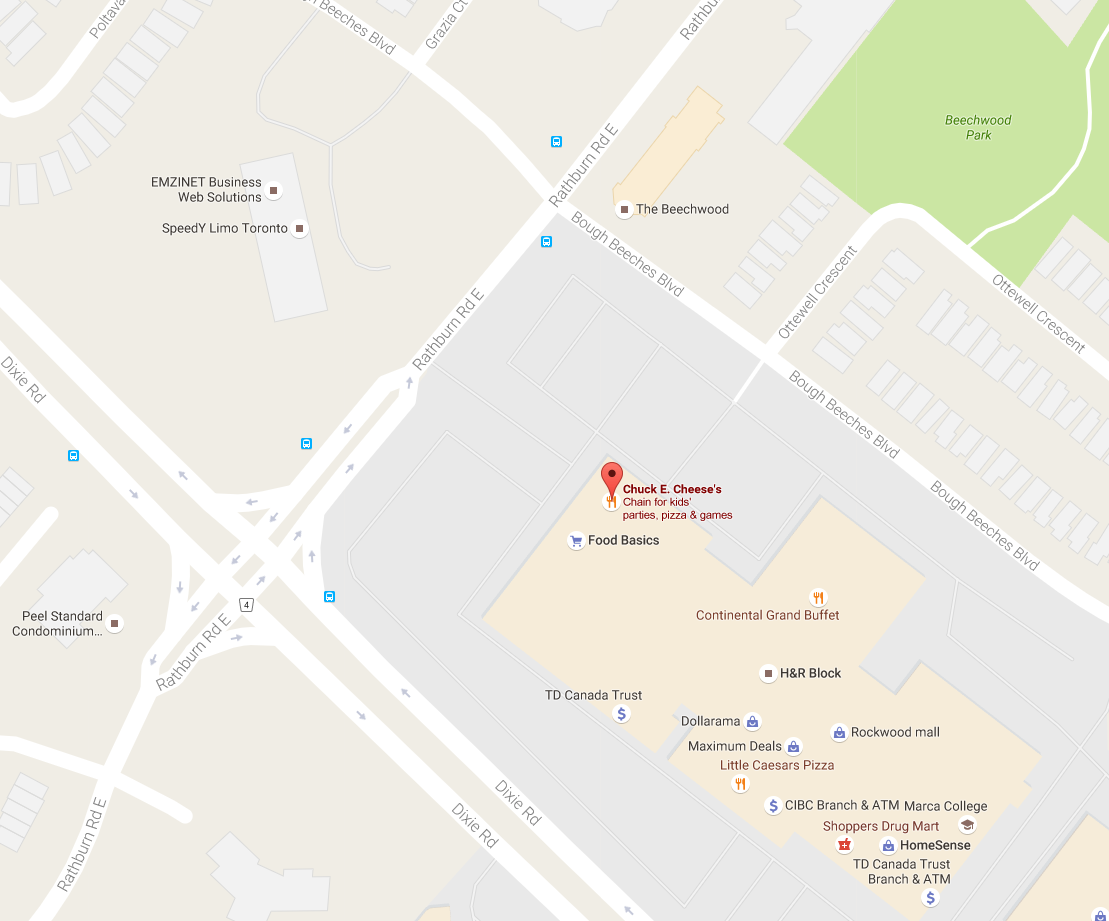 Poltava
gh Beeches Blvd
Grazia Ct
Rathbu
Beechwood
Park
Rathburn Rd E
EMZINET Business
Web Solutions
SpeedY Limo Toronto
The Beechwood
Bough Beeches Blvd
Ottewell Crescent
Ottewell Crescent
Rathburn Rd E
Dixie Rd
Bough Beeches Blvd
Bough Beeches Blvd
Chuck E. Cheese's
Chain for kids'
parties, pizza & games
Food Basics
4
Peel Standard
Condominium...
Rathburn Rd E
Continental Grand Buffet
H&R Block
TD Canada Trust
$
Dollarama
Rockwood mall
Maximum Deals
Little Caesars Pizza
Dixie Rd
Dixie Rd
$
CIBC Branch & ATM
Marca College
Shoppers Drug Mart
HomeSense
TD Canada Trust
Branch & ATM
$
Rathburn Rd E